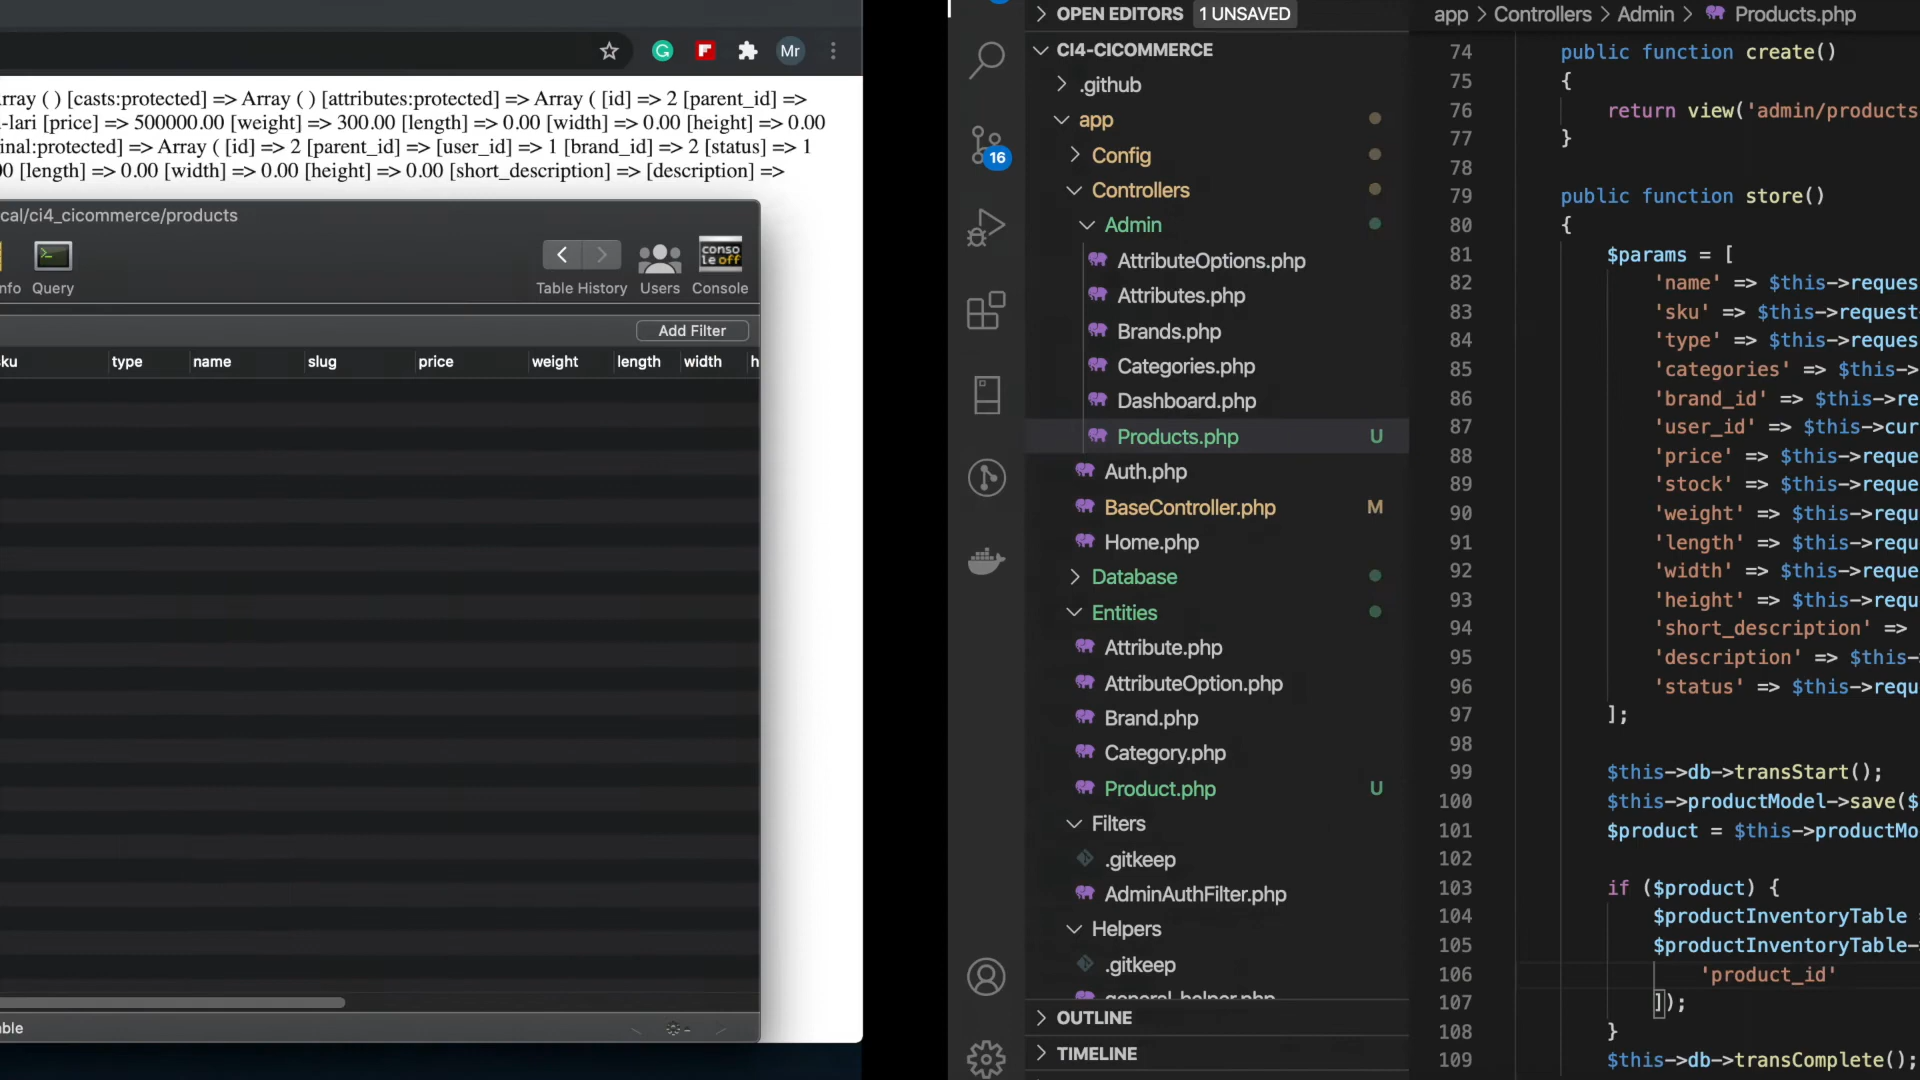 Mr
rray ( ) [casts:protected] => Array ( ) [attributes:protected] => Array ( [id] => 2 [parent_id] =>
-lari [price] => 500000.00 [weight] => 300.00 [length] => 0.00 [width] => 0.00 [height] => 0.00
inal:protected] => Array ( [id] => 2 [parent_id] => [user_id] => 1 [brand_id] => 2 [status] => 1
00 [length] => 0.00 [width] => 0.00 [height] => 0.00 [short_description] => [description] =>
cal/ci4_cicommerce/products
conso
le off
nfo Query Table History Users Console
Add Filter
ku type name slug price weight length width h
ble
16
OPEN EDITORS 1 UNSAVED
CI4-CICOMMERCE
.github
app
Config
Controllers
Admin
AttributeOptions.php
Attributes.php
Brands.php
Categories.php
Dashboard.php
Products.php U
Auth.php
BaseController.php M
Home.php
Database
Entities
Attribute.php
AttributeOption.php
Brand.php
Category.php
Product.php U
Filters
.gitkeep
AdminAuthFilter.php
Helpers
.gitkeep
general_helper.php
OUTLINE
TIMELINE
app > Controllers > Admin > Products.php
74 public function create()
75 {
76 return view('admin/products
77 }
78
79 public function store()
80 {
81 $params = [
82 'name' => $this->reques
83 'sku' => $this->request
84 'type' => $this->reques
85 'categories' => $this->
86 'brand_id' => $this->re
87 'user_id' => $this->cur
88 'price' => $this->reque
89 'stock' => $this->reque
90 'weight' => $this->requ
91 'length' => $this->requ
92 'width' => $this->reque
93 'height' => $this->requ
94 'short_description' =>
95 'description' => $this-
96 'status' => $this->requ
97 ];
98
99 $this->db->transStart();
100 $this->productModel->save($
101 $product = $this->productMo
102
103 if ($product) {
104 $productInventoryTable =
105 $productInventoryTable-
106 'product_id'
107 ]);
108 }
109 $this->db->transComplete();